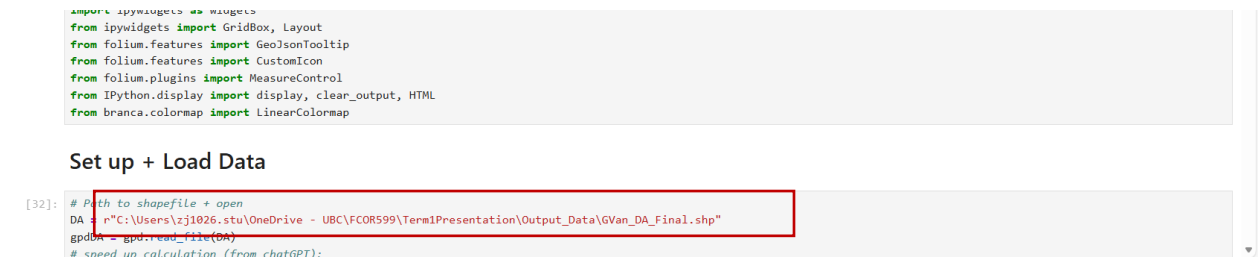 import ipywidgets as widgets
from ipywidgets import GridBox, Layout
from folium.features import GeoJsonTooltip
from folium.features import CustomIcon
from folium.plugins import MeasureControl
from IPython.display import display, clear_output, HTML
from branca.colormap import LinearColormap
Set up + Load Data
[32]: # Path to shapefile + open
DA = r"C:\Users\zj1026.stu\OneDrive - UBC\FCOR599\Term1Presentation\Output_Data\GVan_DA_Final.shp"
gpdDA = gpd.read_file(DA)
# speed up calculation (from chatGPT):